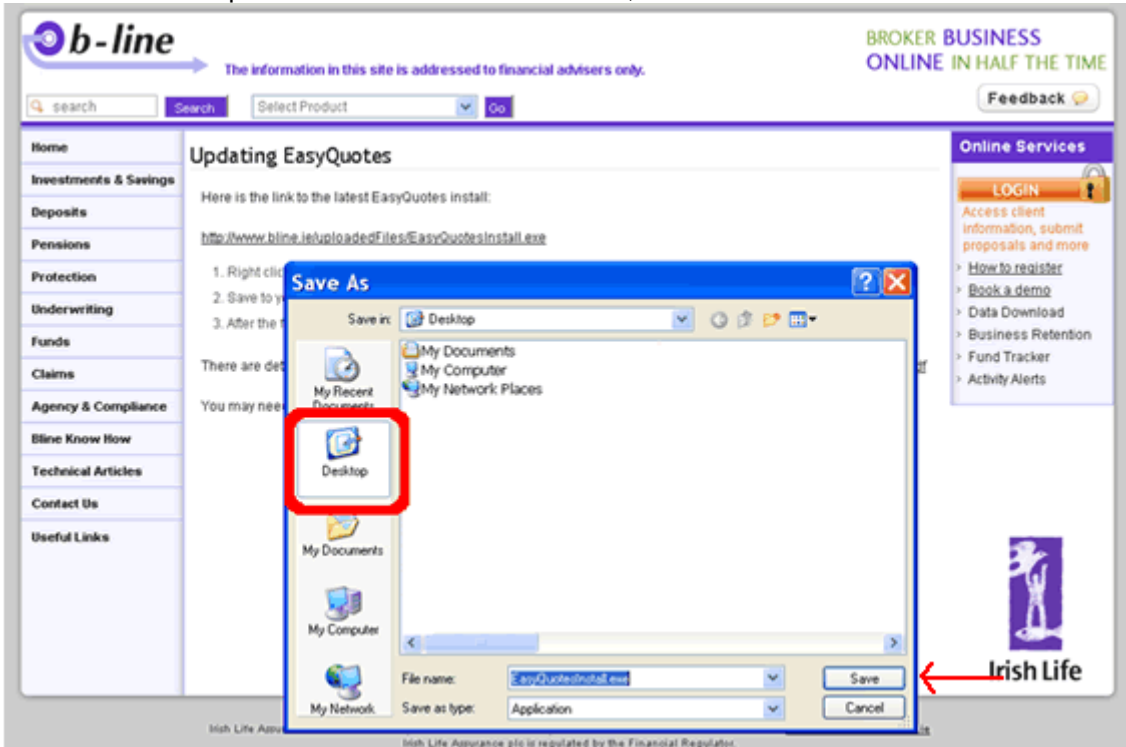 b-line
The information in this site is addressed to financial advisers only.
BROKER BUSINESS
ONLINE IN HALF THE TIME
search
Search
Select Product
Go
Feedback
Home
Investments & Savings
Deposits
Pensions
Protection
Underwriting
Funds
Claims
Agency & Compliance
Bline Know How
Technical Articles
Contact Us
Useful Links
Updating EasyQuotes
Here is the link to the latest EasyQuotes install:
http://www.bline.ie/uploadedFiles/EasyQuotesInstall.exe
1. Right clic
2. Save to y
3. After the f
There are det
You may nee
Online Services
LOGIN
Access client
information, submit
proposals and more
How to register
Book a demo
Data Download
Business Retention
Fund Tracker
Activity Alerts
Save As
Save in:
Desktop
My Documents
My Computer
My Network Places
My Recent
Documents
Desktop
My Documents
My Computer
My Network
File name:
EasyQuotesInstall.exe
Save
Save as type:
Application
Cancel
Irish Life
Irish Life Assurance plc is regulated by the Financial Regulator.